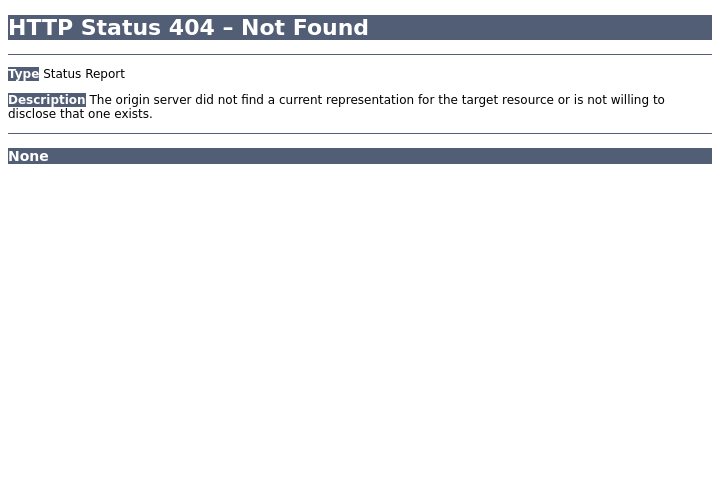 HTTP Status 404 – Not Found
Type Status Report
Description The origin server did not find a current representation for the target resource or is not willing to
disclose that one exists.
None